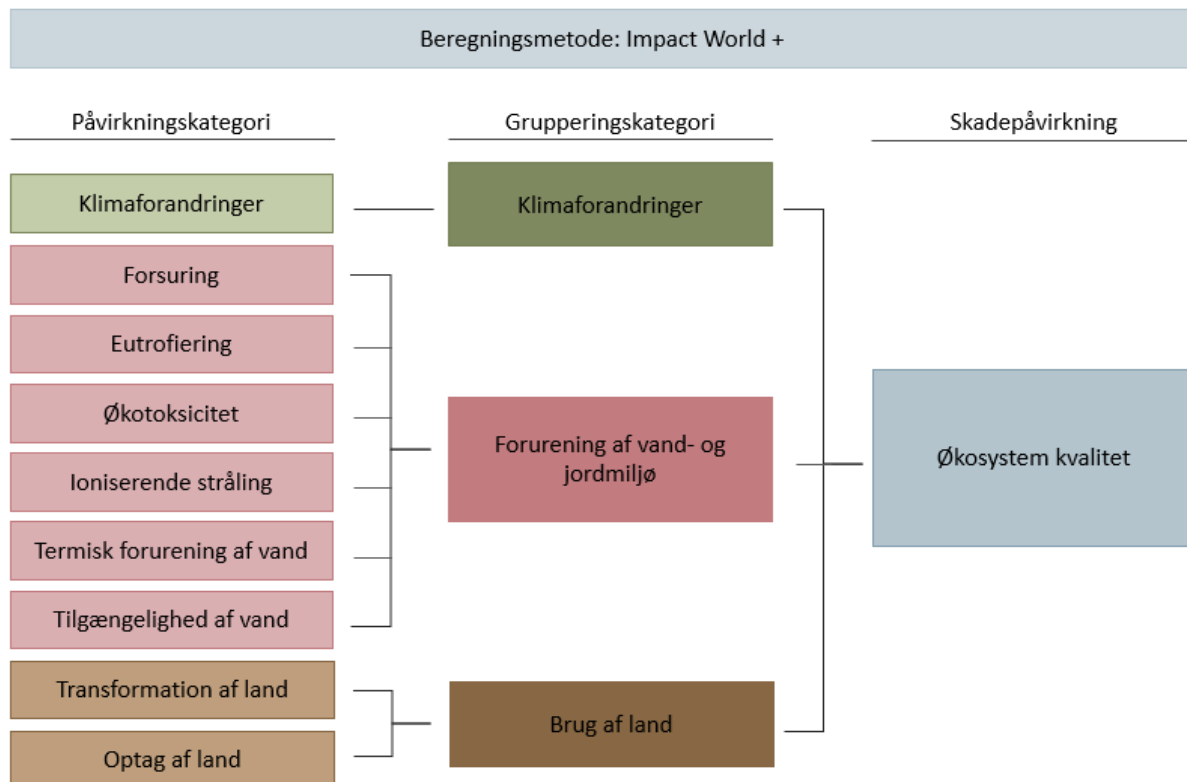 Beregningsmetode: Impact World +
Påvirkningskategori
Grupperingskategori
Skadepåvirkning
Klimaforandringer
Forsuring
Eutrofiering
Økotoksicitet
Ioniserende stråling
Termisk forurening af vand
Tilgængelighed af vand
Transformation af land
Optag af land
Klimaforandringer
Forurening af vand- og
jordmiljø
Brug af land
Økosystem kvalitet